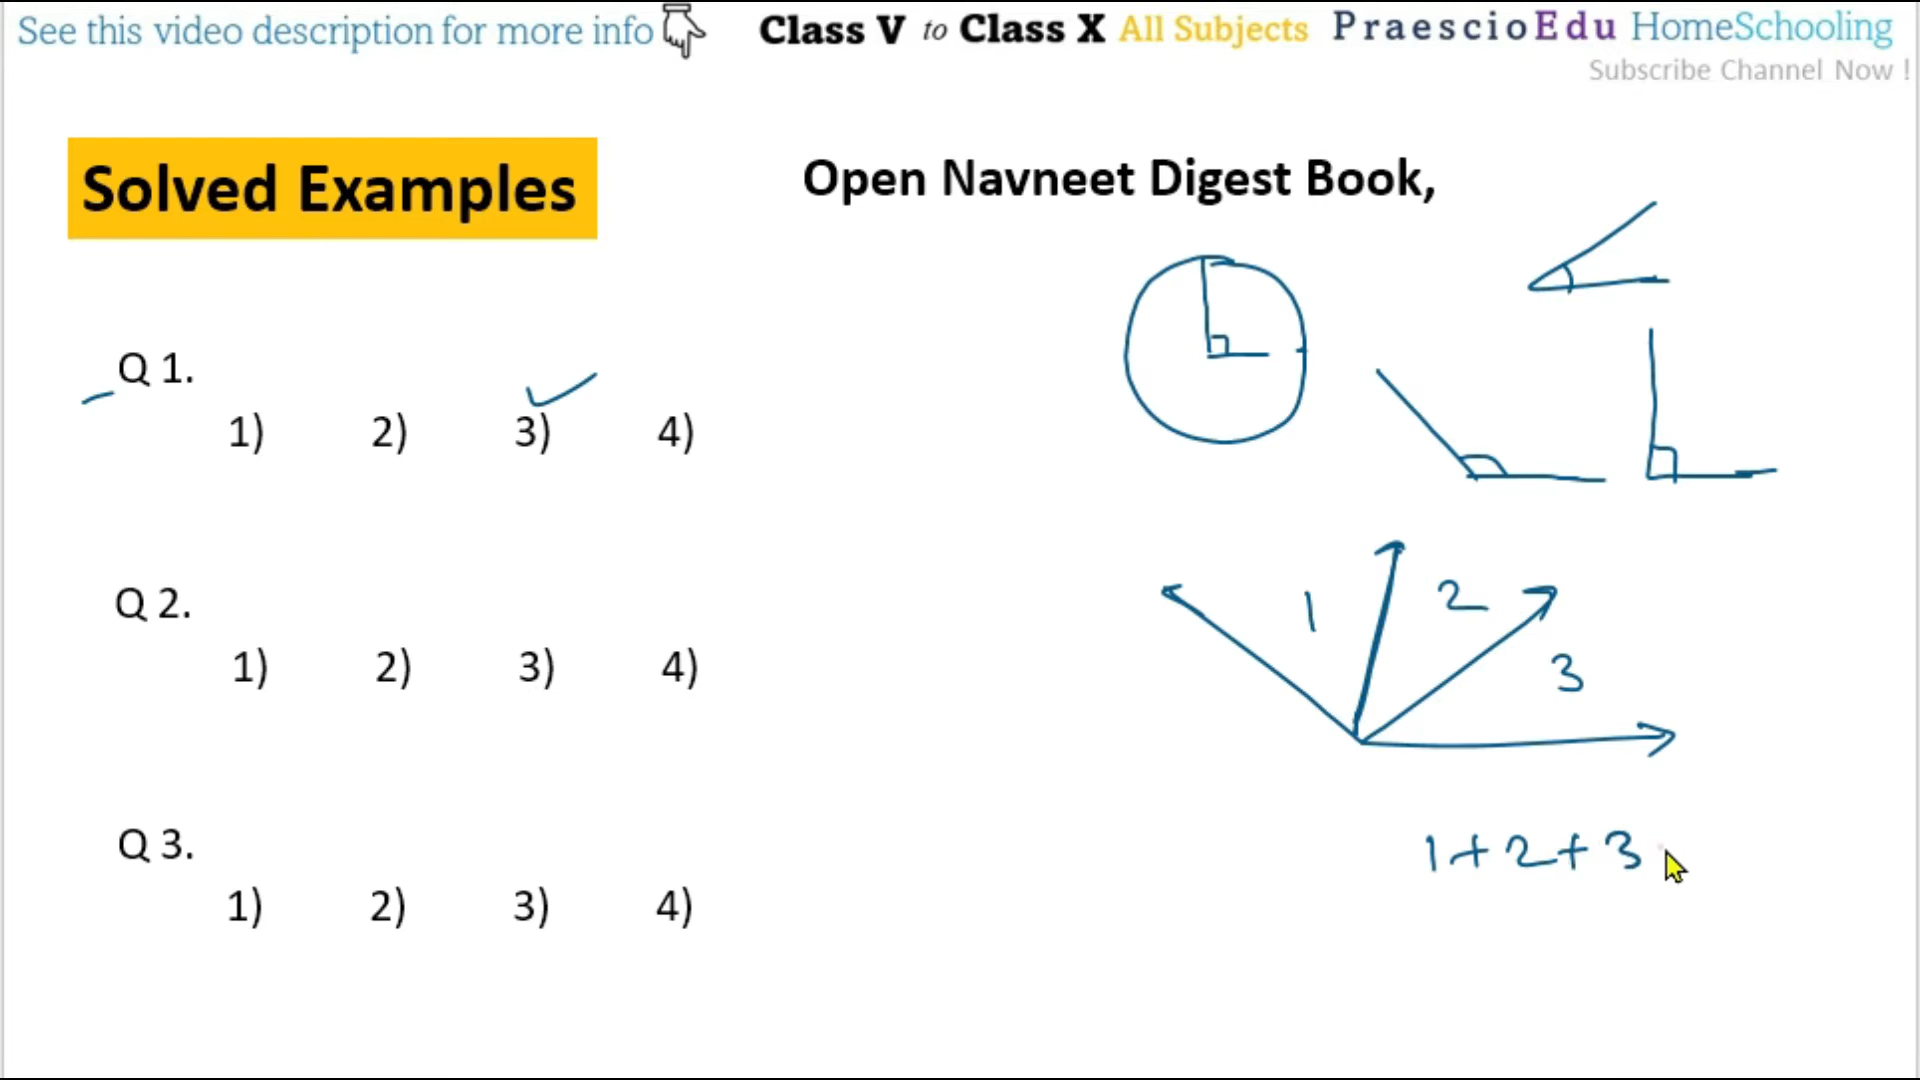 See this video description for more info Class V to Class X All Subjects PraescioEdu HomeSchooling
Subscribe Channel Now !
Solved Examples
Open Navneet Digest Book,
Q 1.
1) 2) 3) 4)
Q 2.
1) 2) 3) 4)
Q 3.
1) 2) 3) 4)
1 2
3
1+2+3